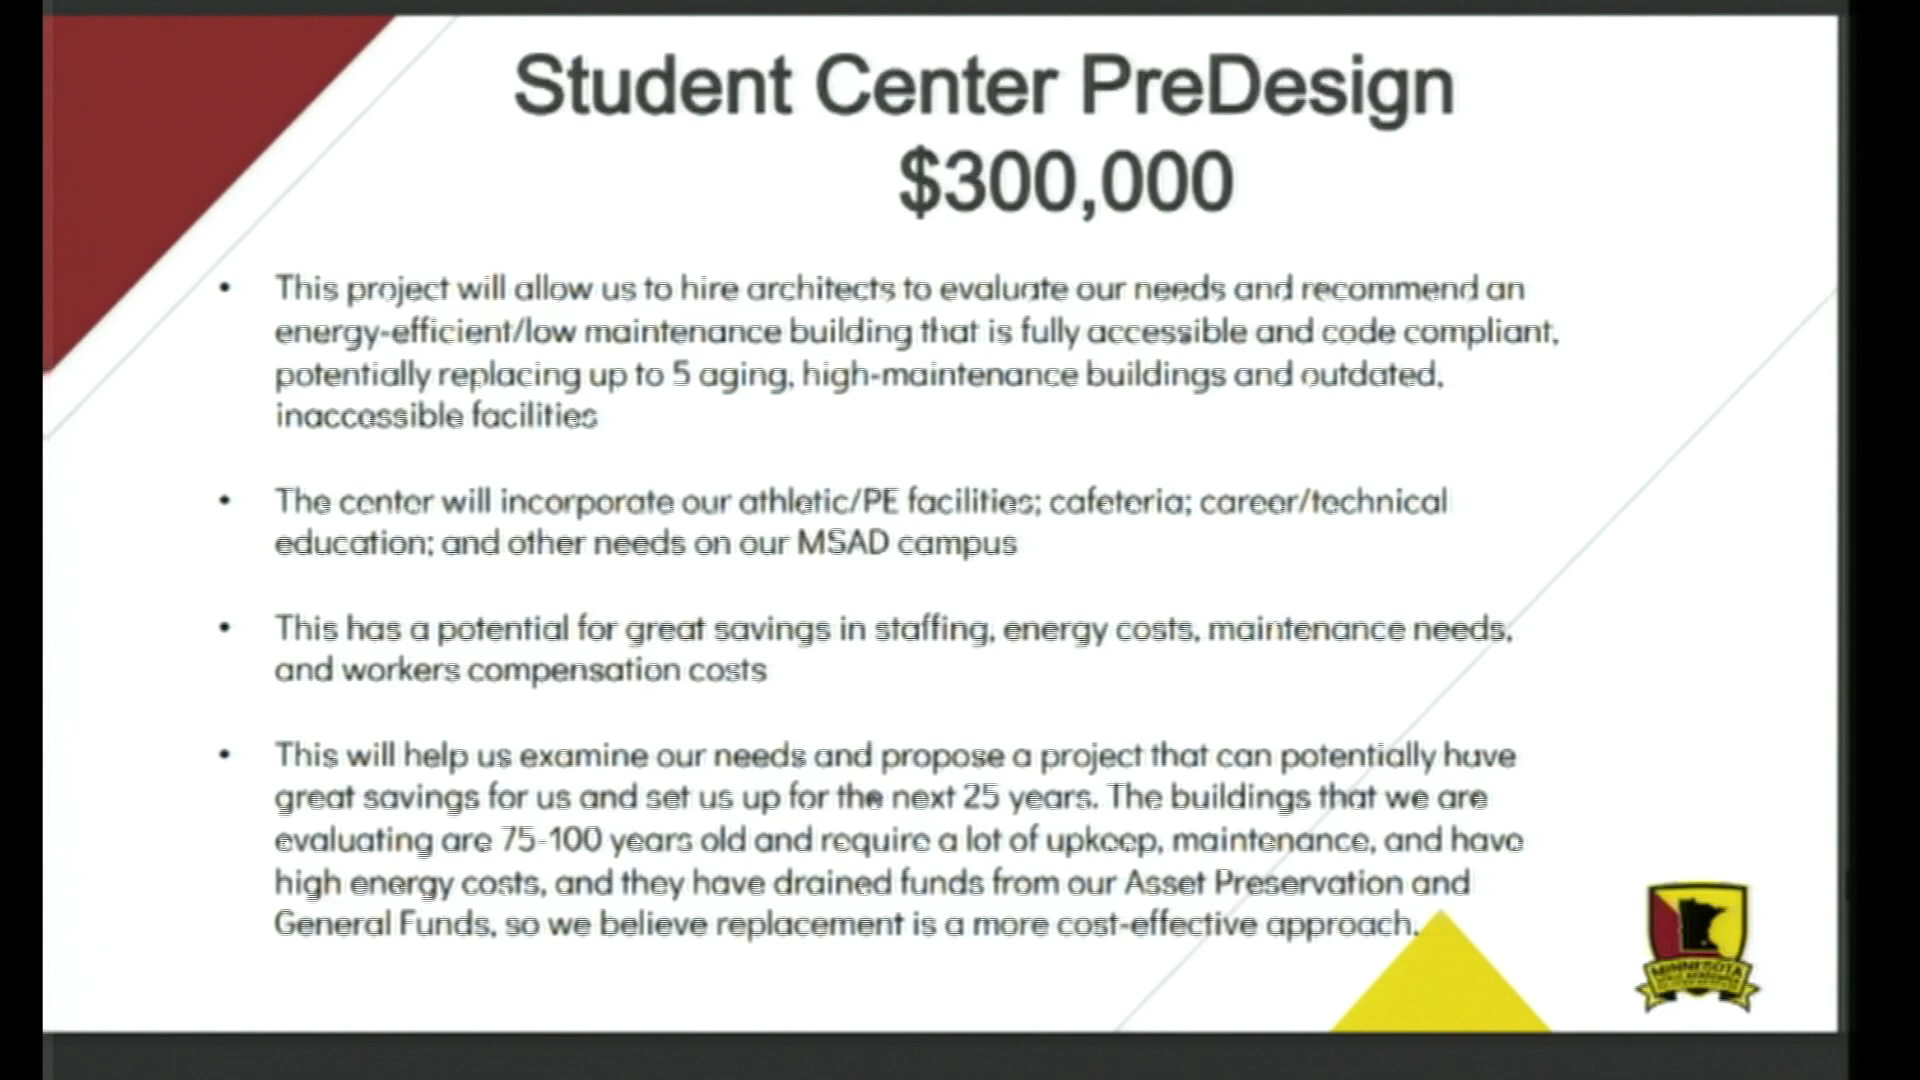 Student Center PreDesign
$300,000
• This project will allow us to hire architects to evaluate our needs and recommend an
energy-efficient/low maintenance building that is fully accessible and code compliant,
potentially replacing up to 5 aging, high-maintenance buildings and outdated,
inaccessible facilities
• The center will incorporate our athletic/PE facilities; cafeteria; career/technical
education; and other needs on our MSAD campus
• This has a potential for great savings in staffing, energy costs, maintenance needs,
and workers compensation costs
• This will help us examine our needs and propose a project that can potentially have
great savings for us and set us up for the next 25 years. The buildings that we are
evaluating are 75-100 years old and require a lot of upkeep, maintenance, and have
high energy costs, and they have drained funds from our Asset Preservation and
General Funds, so we believe replacement is a more cost-effective approach.
MINNESOTA